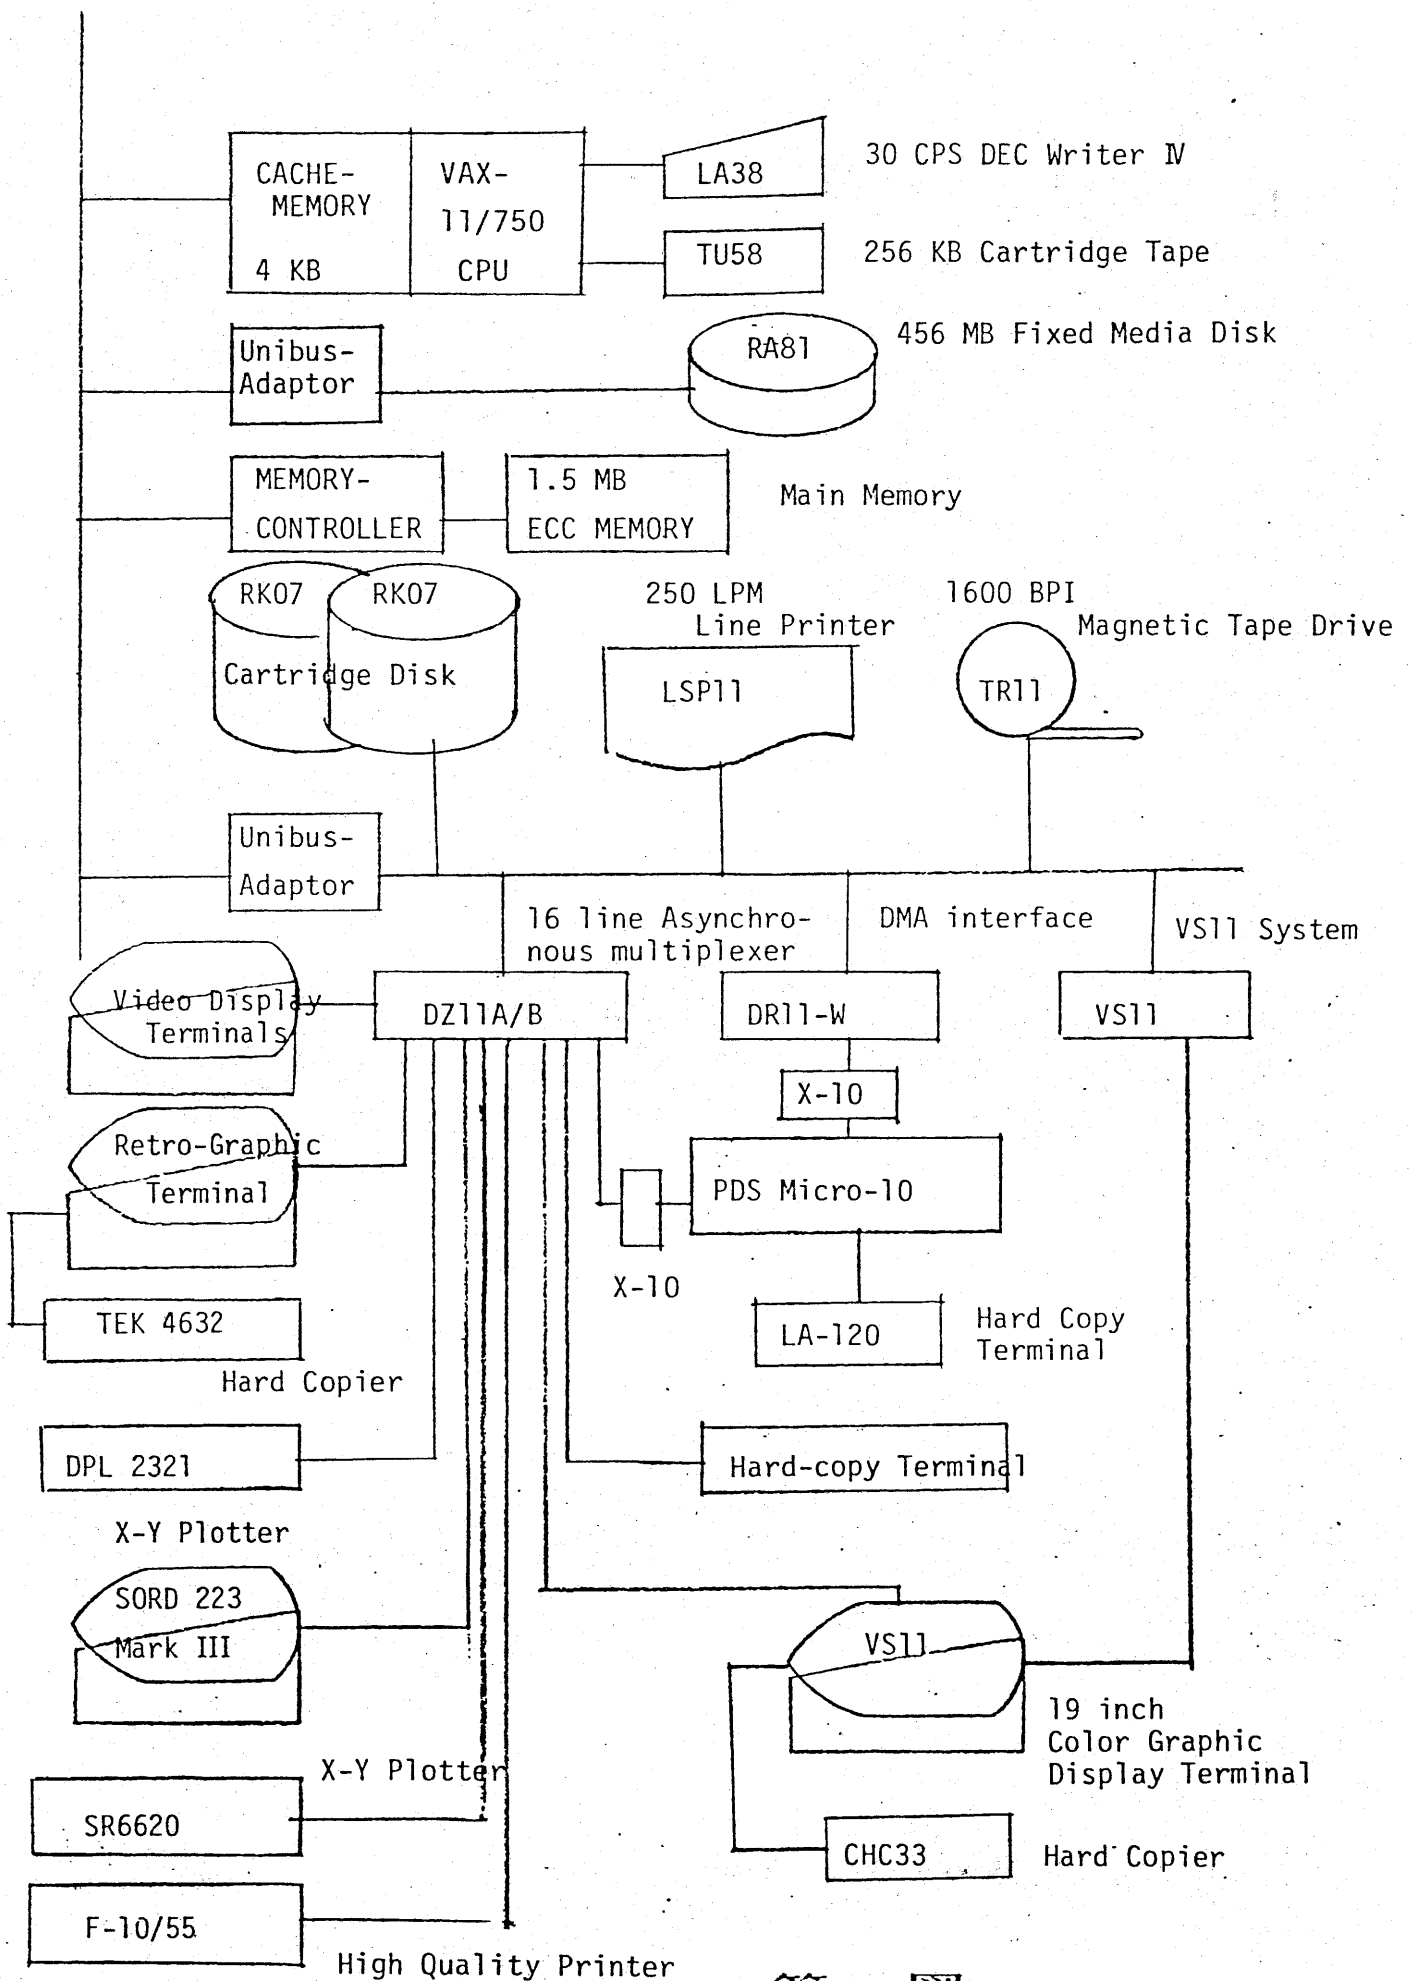 CACHE-
MEMORY
4 KB
VAX-
11/750
CPU
LA38
30 CPS DEC Writer Ⅳ
TU58
256 KB Cartridge Tape
Unibus-
Adaptor
RA81
456 MB Fixed Media Disk
MEMORY-
CONTROLLER
1.5 MB
ECC MEMORY
Main Memory
RK07
RK07
Cartridge Disk
250 LPM
Line Printer
LSP11
1600 BPI
Magnetic Tape Drive
TR11
Unibus-
Adaptor
16 line Asynchro-
nous multiplexer
DMA interface
VS11 System
Video Display
Terminals
DZ11A/B
DR11-W
VS11
X-10
Retro-Graphic
Terminal
PDS Micro-10
X-10
TEK 4632
Hard Copier
LA-120
Hard Copy
Terminal
DPL 2321
X-Y Plotter
Hard-copy Terminal
SORD 223
Mark III
VS11
19 inch
Color Graphic
Display Terminal
X-Y Plotter
SR6620
CHC33
Hard Copier
F-10/55
High Quality Printer